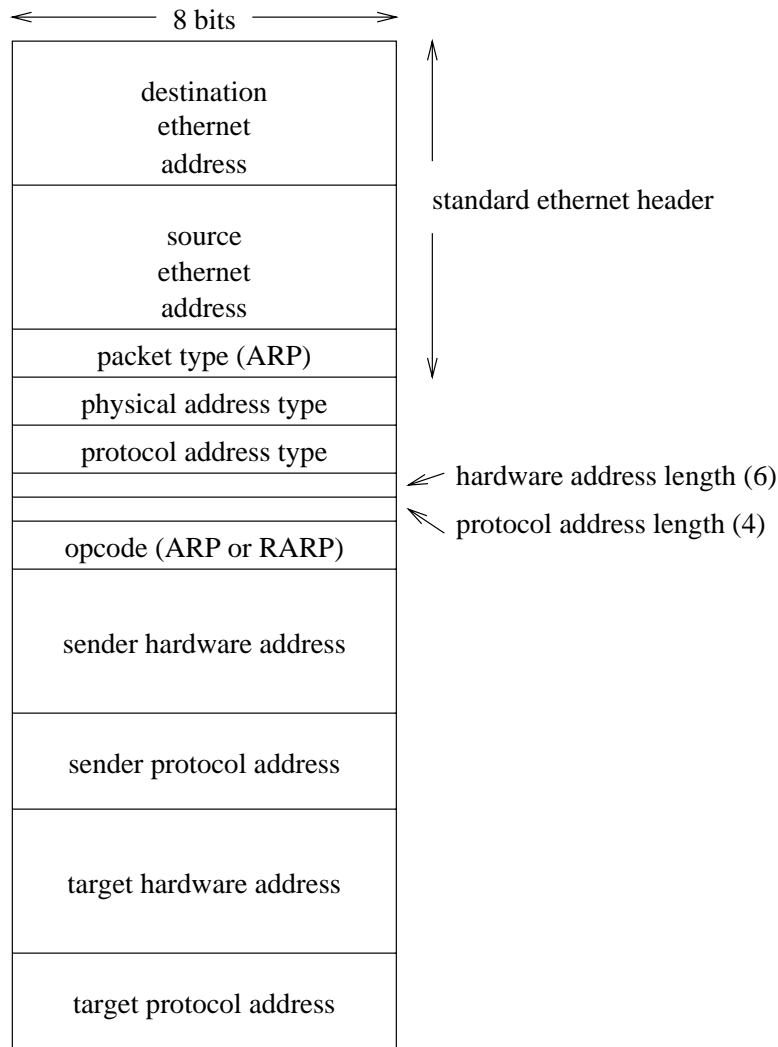 8 bits
destination
ethernet
address
standard ethernet header
source
ethernet
address
packet type (ARP)
physical address type
protocol address type
hardware address length (6)
protocol address length (4)
opcode (ARP or RARP)
sender hardware address
sender protocol address
target hardware address
target protocol address